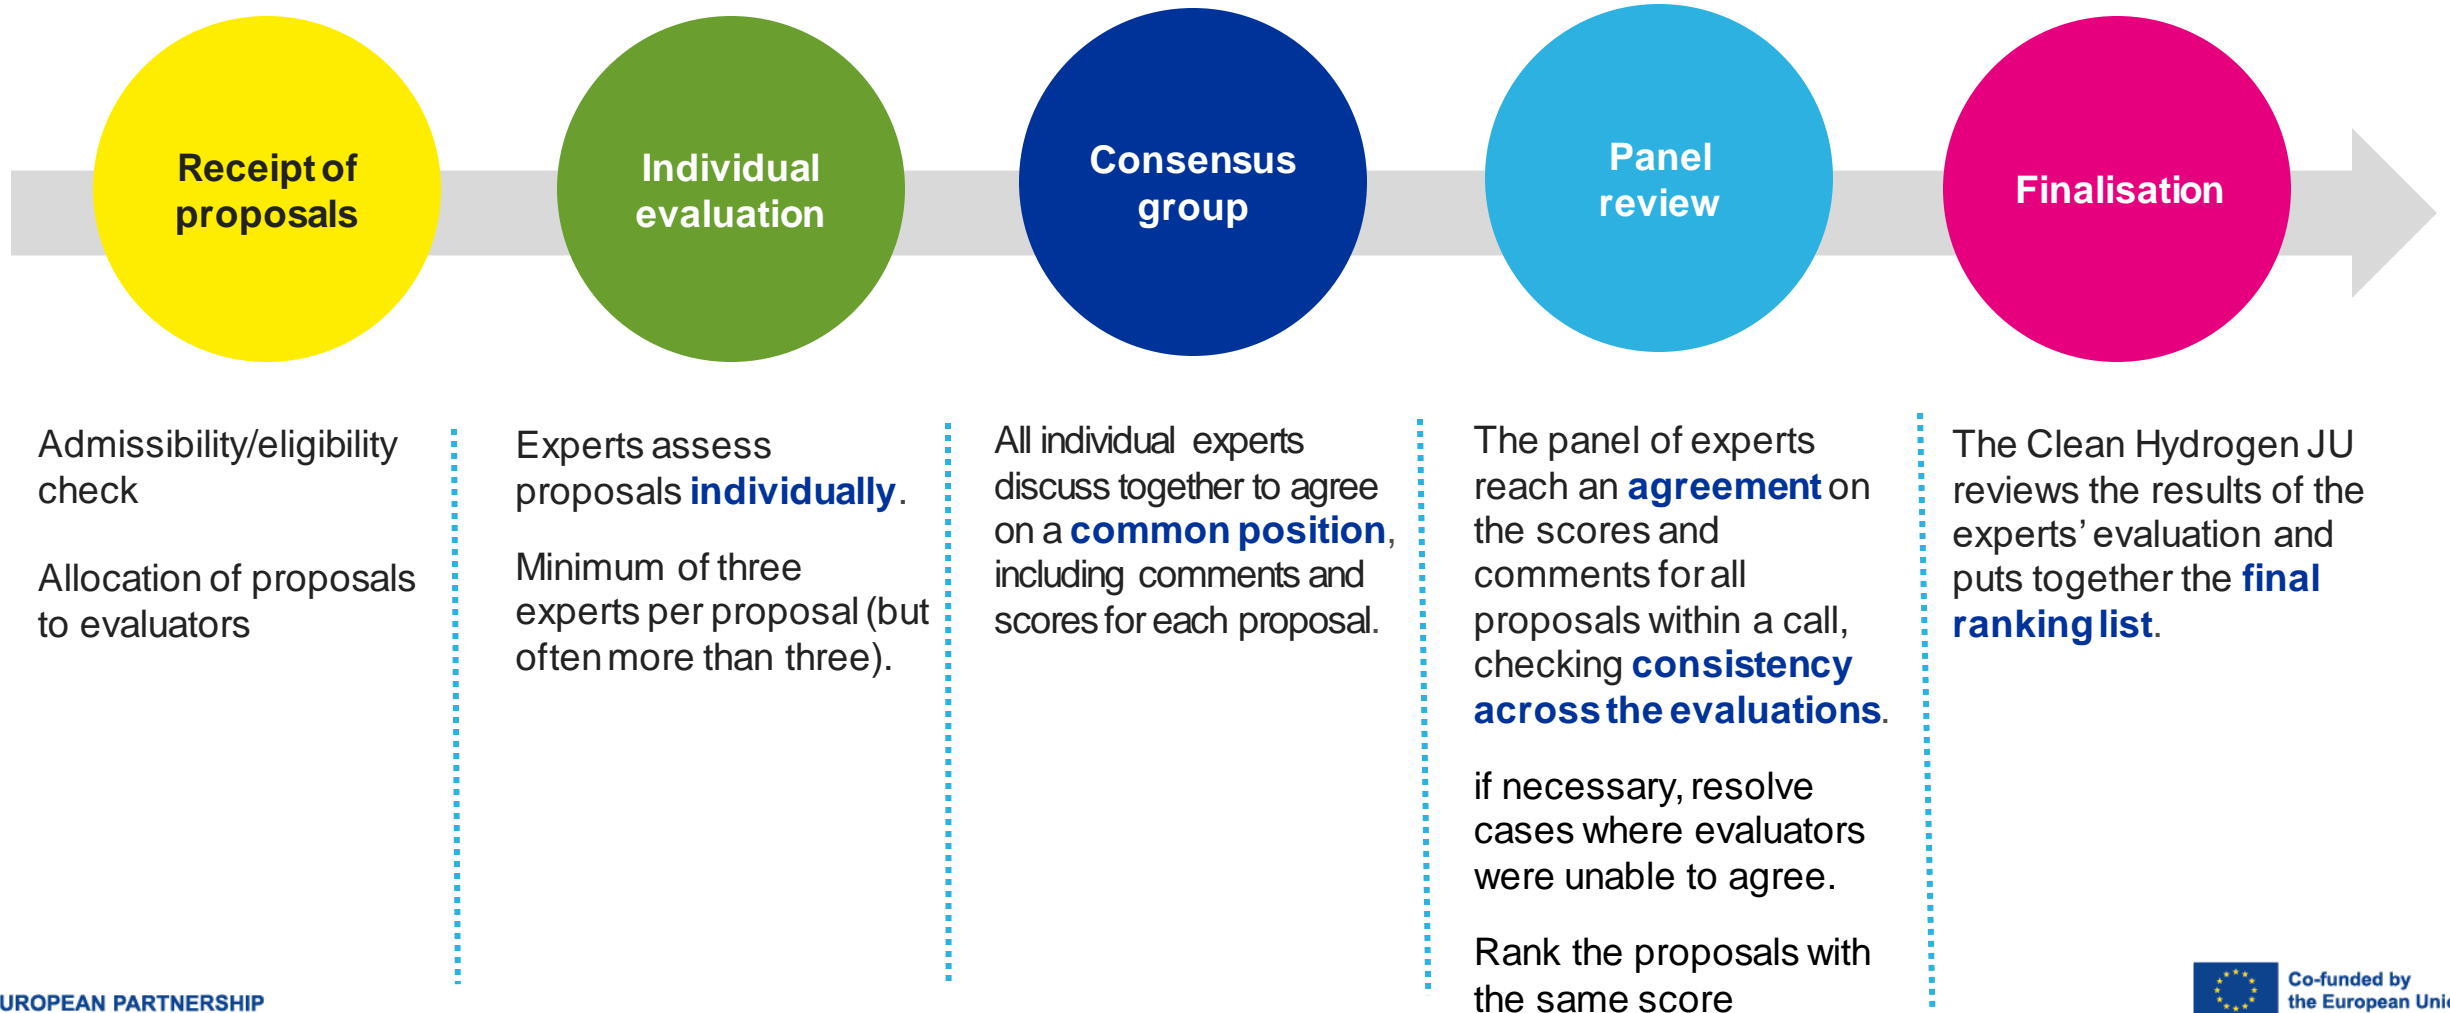 Receipt of
proposals
Individual
evaluation
Consensus
group
Panel
review
Finalisation
Admissibility/eligibility
check
Allocation of proposals
to evaluators
Experts assess
proposals individually.
Minimum of three
experts per proposal (but
often more than three).
All individual experts
discuss together to agree
on a common position,
including comments and
scores for each proposal.
The panel of experts
reach an agreement on
the scores and
comments for all
proposals within a call,
checking consistency
across the evaluations.
if necessary, resolve
cases where evaluators
were unable to agree.
Rank the proposals with
the same score
The Clean Hydrogen JU
reviews the results of the
experts’ evaluation and
puts together the final
ranking list.
UROPEAN PARTNERSHIP
Co-funded by
the European Uni